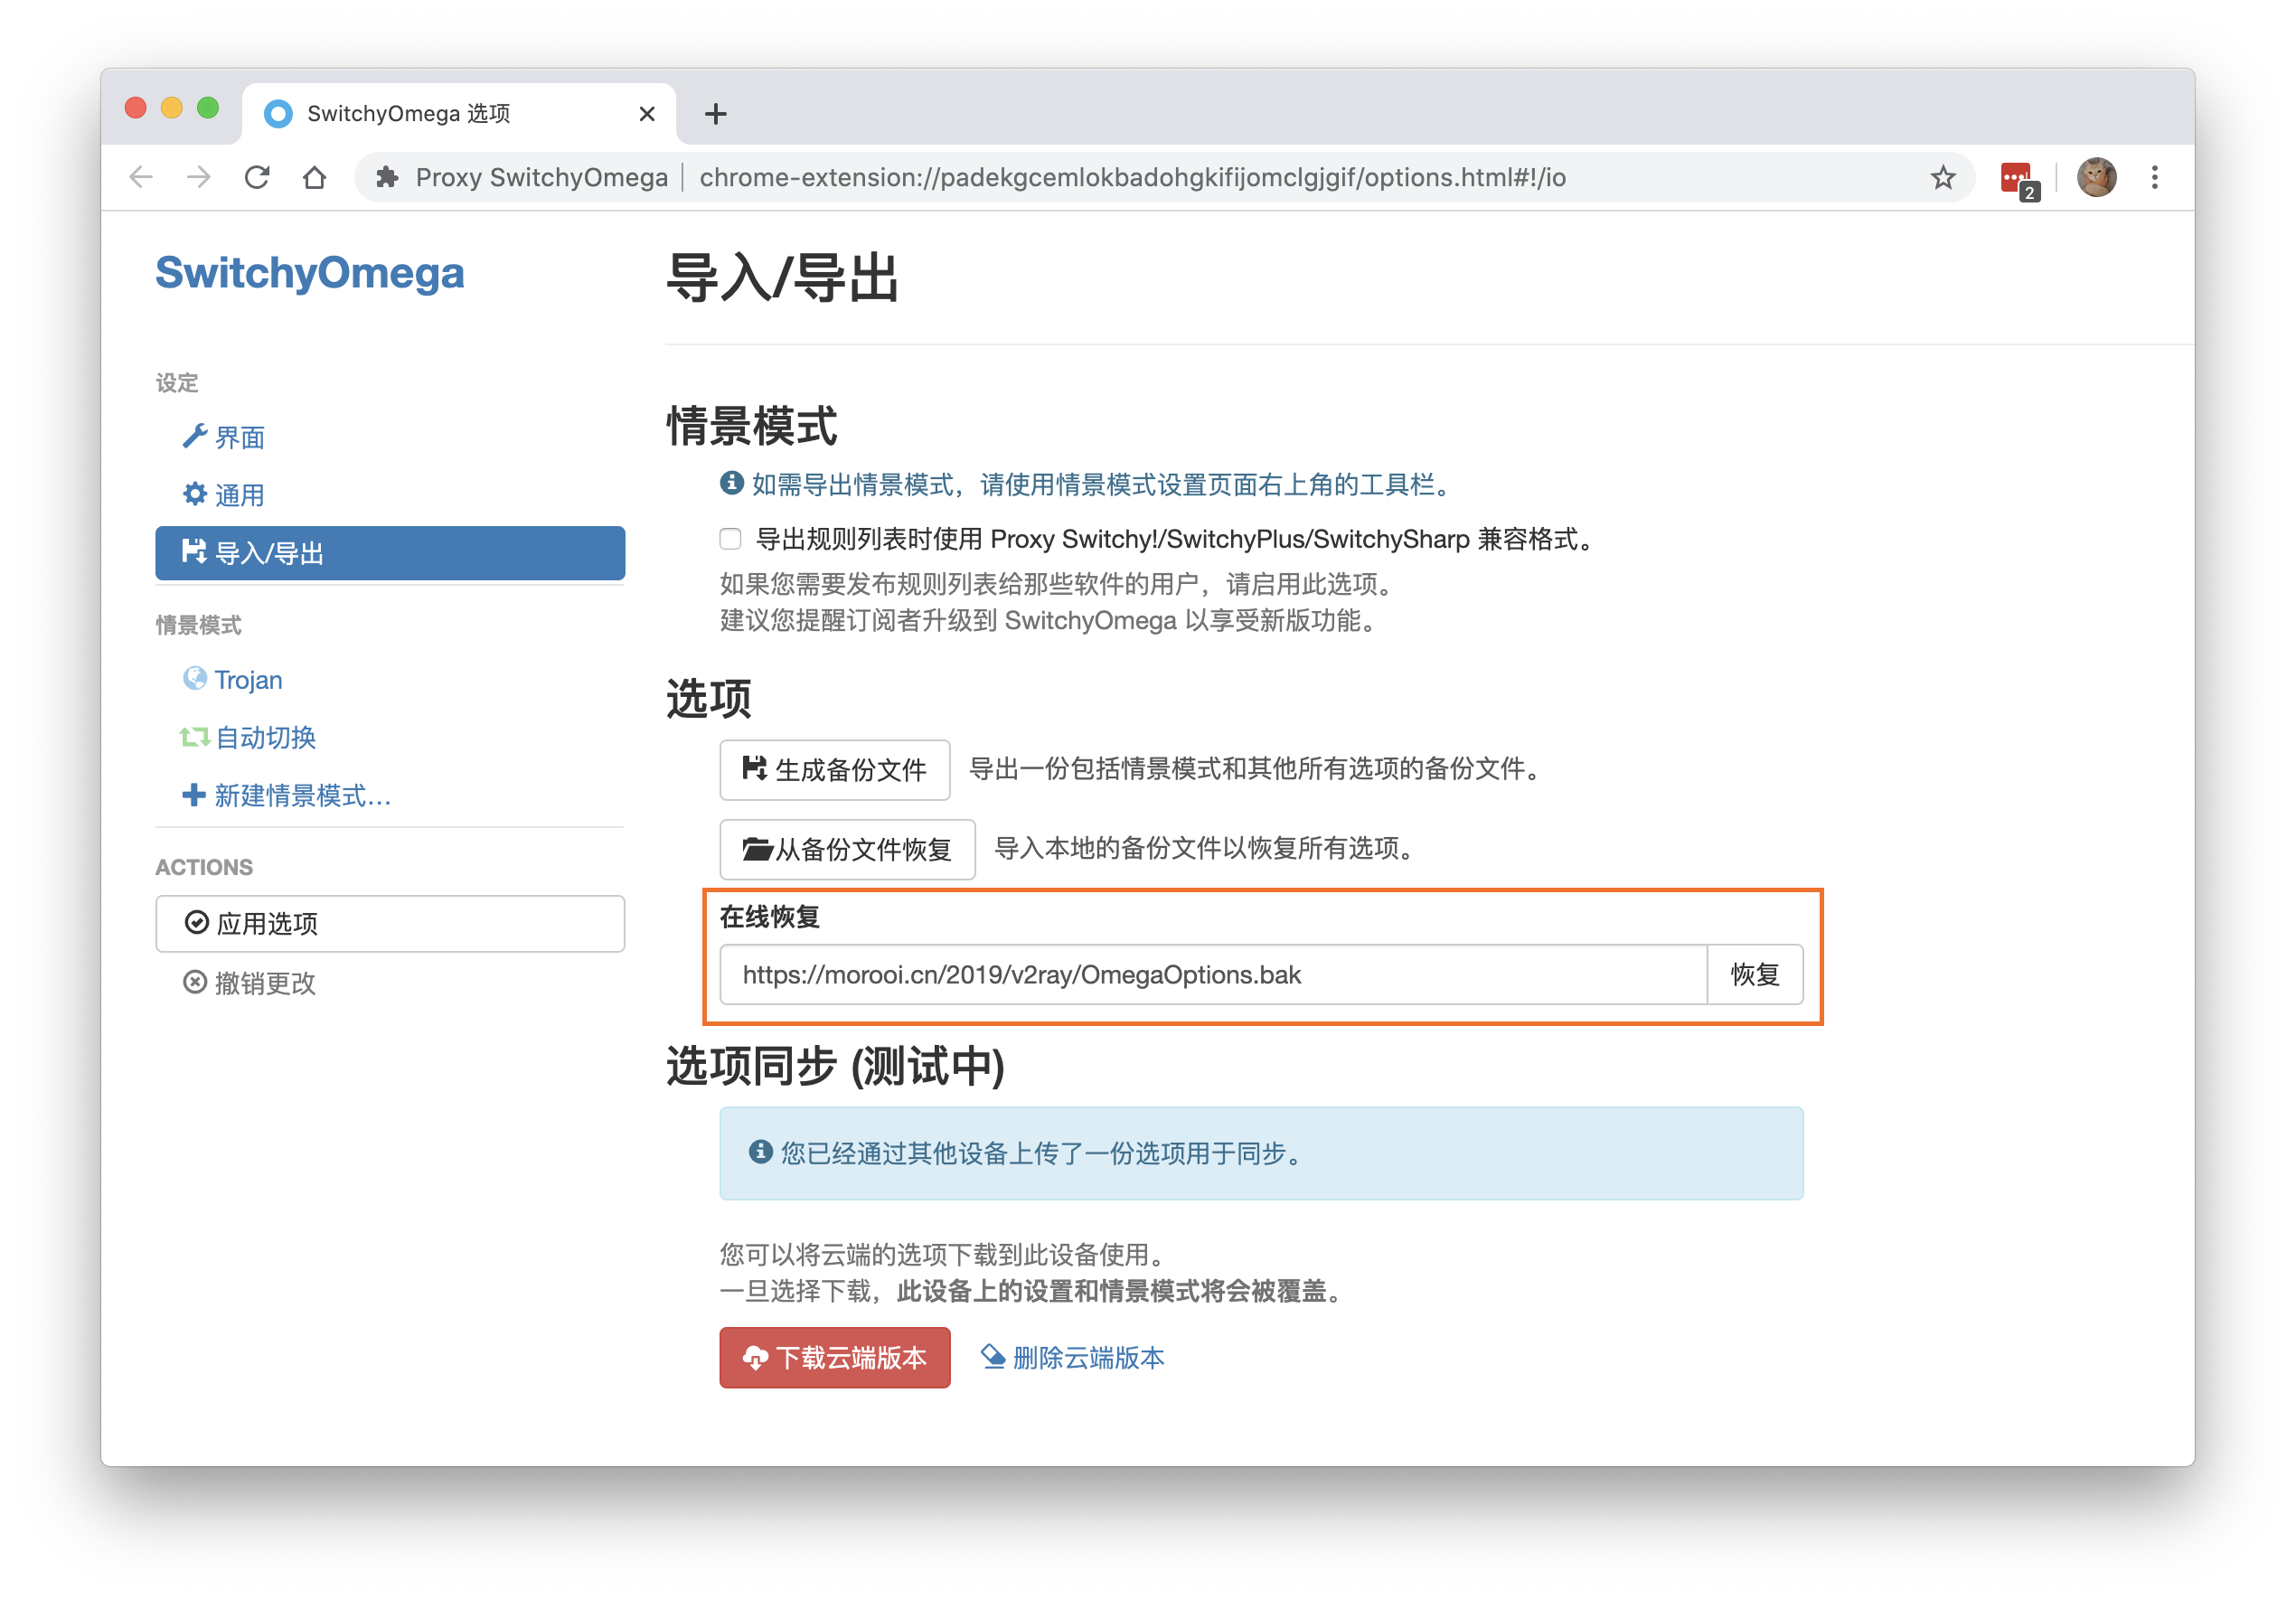 SwitchyOmega 选项
Proxy SwitchyOmega
chrome-extension://padekgcemlokbadohgkifijomclgjgif/options.html#!/io
2
SwitchyOmega
设定
界面
通用
导入/导出
情景模式
Trojan
自动切换
新建情景模式…
ACTIONS
应用选项
撤销更改
导入/导出
情景模式
如需导出情景模式，请使用情景模式设置页面右上角的工具栏。
导出规则列表时使用 Proxy Switchy!/SwitchyPlus/SwitchySharp 兼容格式。
如果您需要发布规则列表给那些软件的用户，请启用此选项。
建议您提醒订阅者升级到 SwitchyOmega 以享受新版功能。
选项
生成备份文件 导出一份包括情景模式和其他所有选项的备份文件。
从备份文件恢复 导入本地的备份文件以恢复所有选项。
在线恢复
https://morooi.cn/2019/v2ray/OmegaOptions.bak 恢复
选项同步 (测试中)
您已经通过其他设备上传了一份选项用于同步。
您可以将云端的选项下载到此设备使用。
一旦选择下载，此设备上的设置和情景模式将会被覆盖。
下载云端版本 删除云端版本